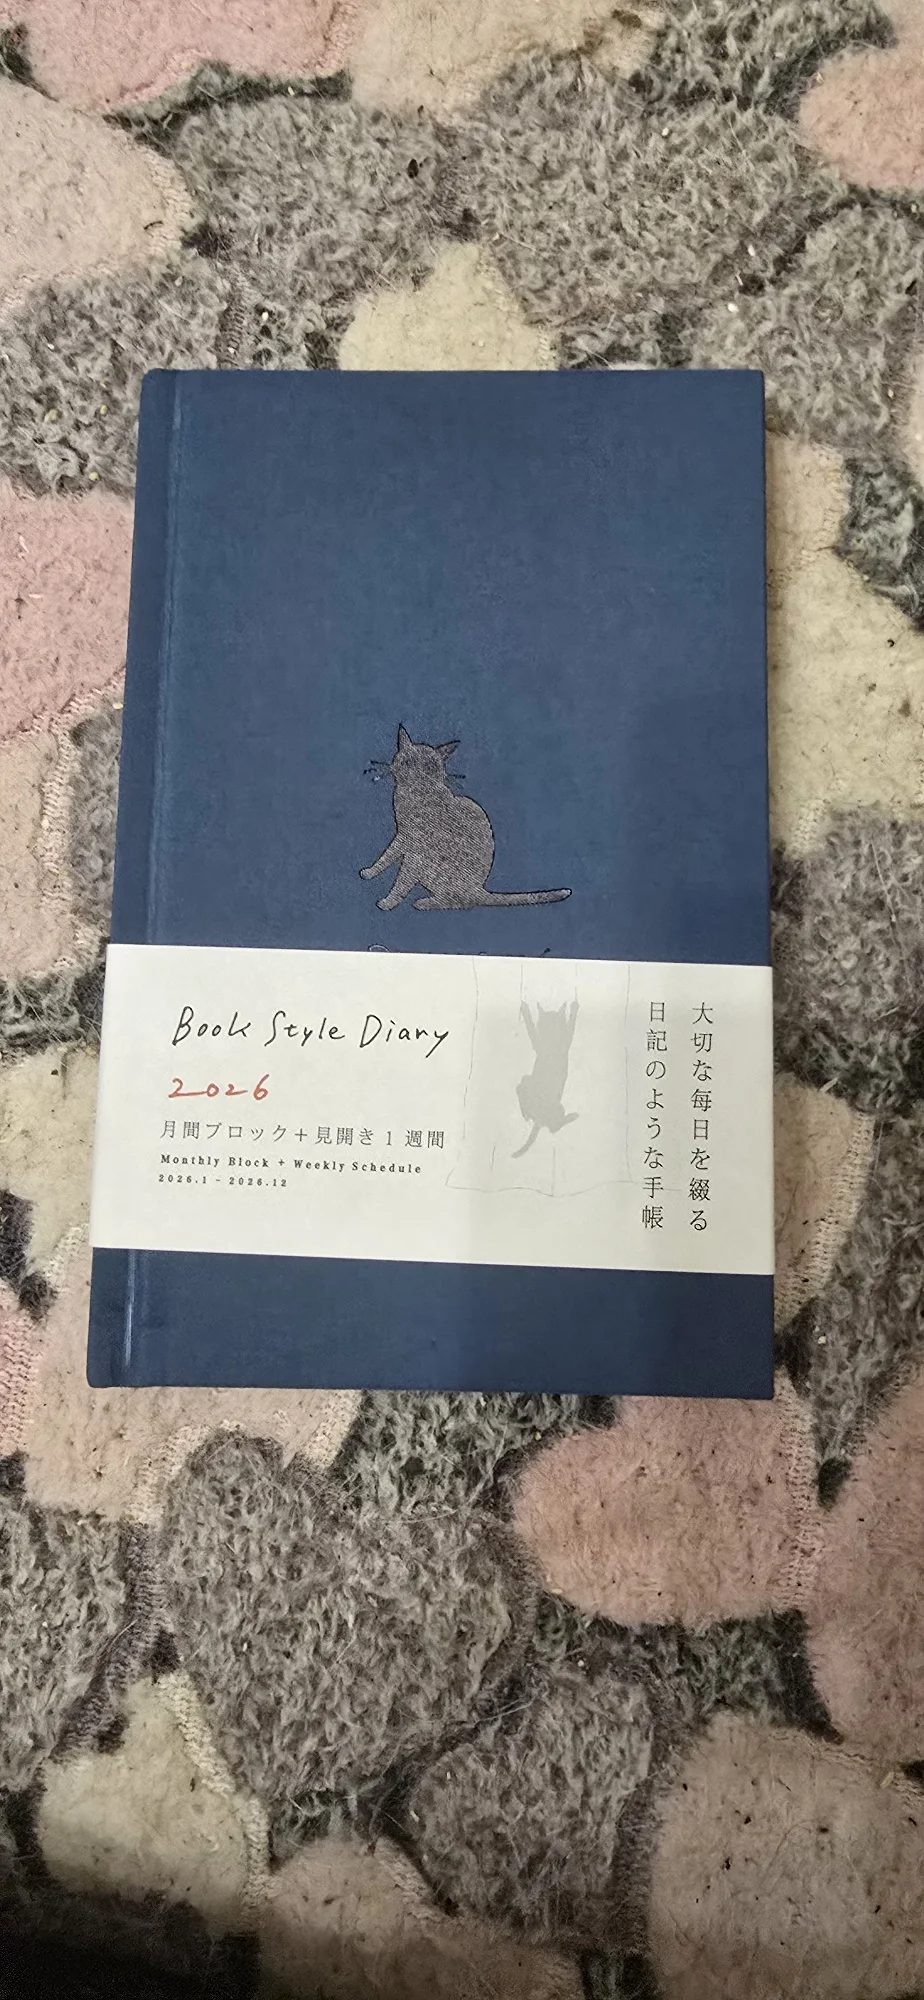 Book Style Diary
2026
月間ブロック+見開き1週間
Monthly Block + Weekly Schedule
2026.1 - 2026.12
大切な毎日を綴る
日記のような手帳